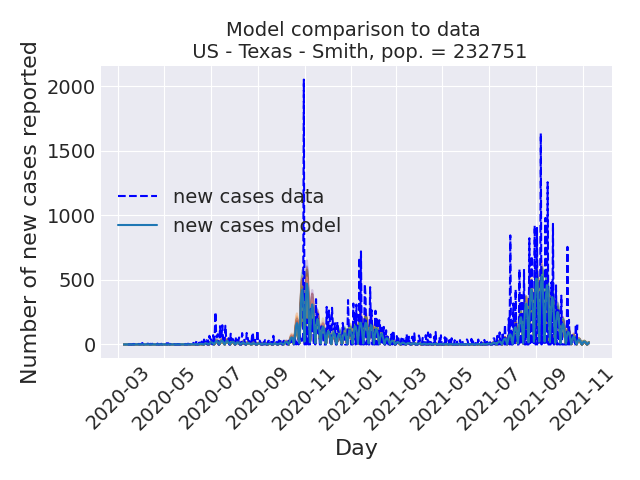 Model comparison to data
US - Texas - Smith, pop. = 232751
Number of new cases reported
2000
1500
1000
500
0
new cases data
new cases model
2020-03
2020-05
2020-07
2020-09
2020-11
2021-01
2021-03
2021-05
2021-07
2021-09
2021-11
Day